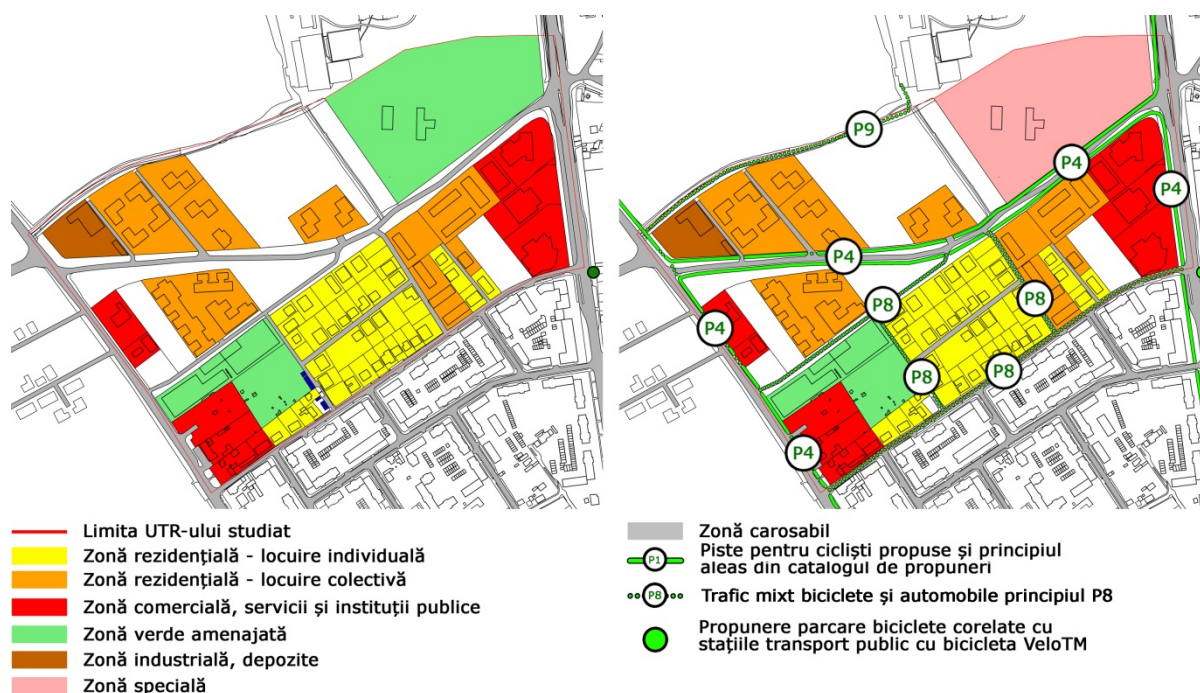 P9
P4
P4
P4
P8
P8
P4
P8
P8
P4
Limita UTR-ului studiat
Zonă rezidențială - locuire individuală
Zonă rezidențială - locuire colectivă
Zonă comercială, servicii și instituții publice
Zonă verde amenajată
Zonă industrială, depozite
Zonă specială
Zonă carosabil
P1
Piste pentru cicliști propuse și principiul
ales din catalogul de propuneri
P8
Trafic mixt biciclete și automobile principiul P8
Propunere parcare biciclete corelate cu
stațiile transport public cu bicicleta VeloTM